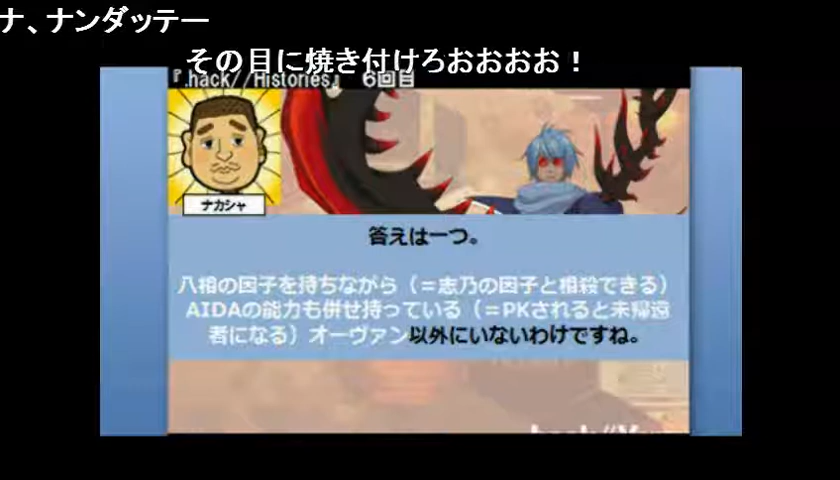 ナ、ナンダッテー
その目に焼き付けろおおおお！
『.hack//Histories』 6回目
ナカシャ
答えは一つ。
八相の因子を持ちながら（＝志乃の因子と相殺できる）
AIDAの能力も併せ持っている（＝PKされると未帰還
者になる）オーヴァン以外にいないわけですね。